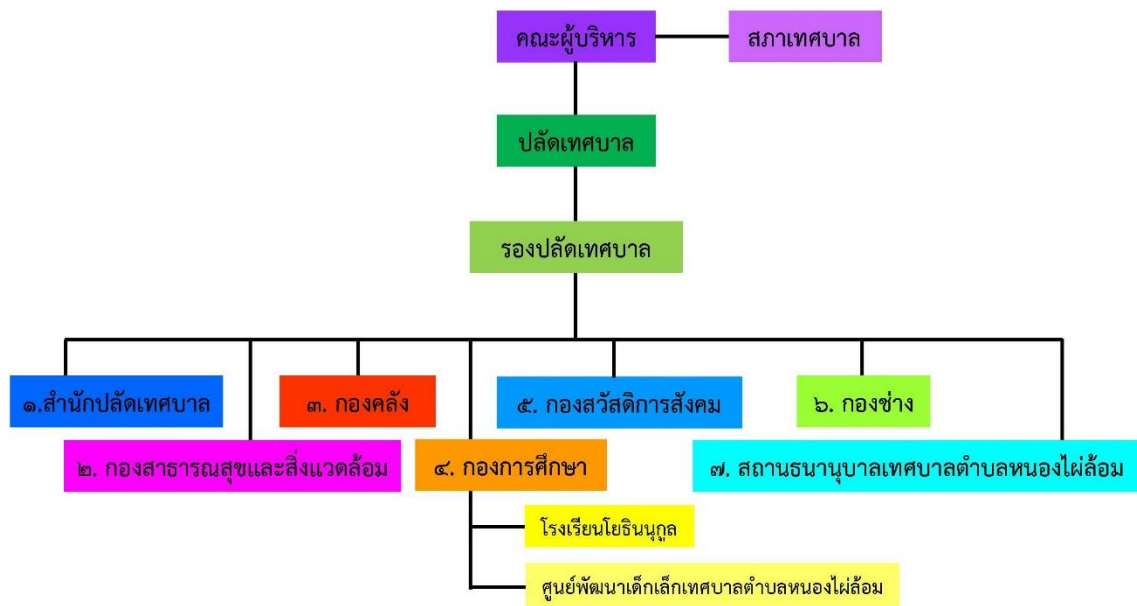 คณะผู้บริหาร
สภาเทศบาล
ปลัดเทศบาล
รองปลัดเทศบาล
๑.สำนักปลัดเทศบาล
๓. กองคลัง
๕. กองสวัสดิการสังคม
๖. กองช่าง
๒. กองสาธารณสุขและสิ่งแวดล้อม
๔. กองการศึกษา
๗. สถานธนานุบาลเทศบาลตำบลหนองไผ่ล้อม
โรงเรียนโยธินนุกูล
ศูนย์พัฒนาเด็กเล็กเทศบาลตำบลหนองไผ่ล้อม